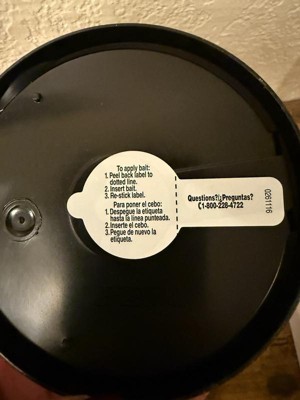 To apply bait:
1. Peel back label to
dotted line.
2. Insert bait.
3. Re-stick label.
Para poner el cebo:
1. Despegue la etiqueta
hasta la linea punteada.
2. Inserte el cebo.
3. Pegue de nuevo la
etiqueta.
Questions?/¿Preguntas?
✆1-800-228-4722
0261116